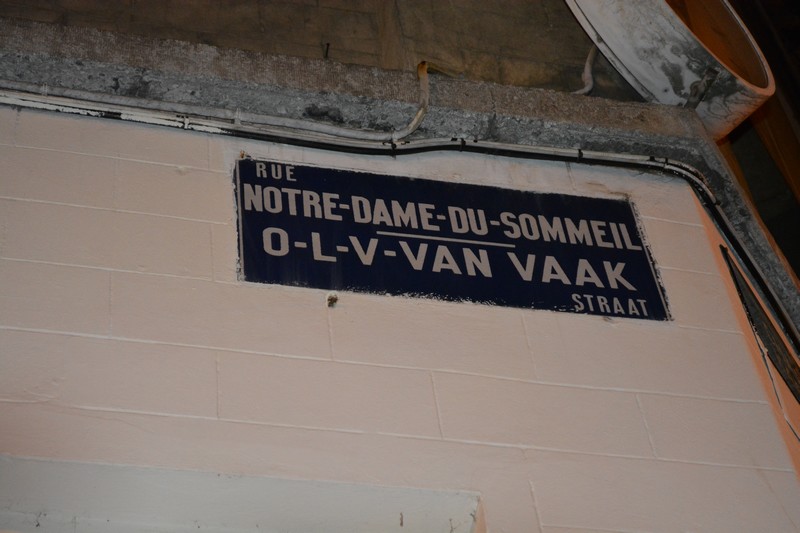 RUE
NOTRE-DAME-DU-SOMMEIL
O-L-V-VAN VAAK
STRAAT